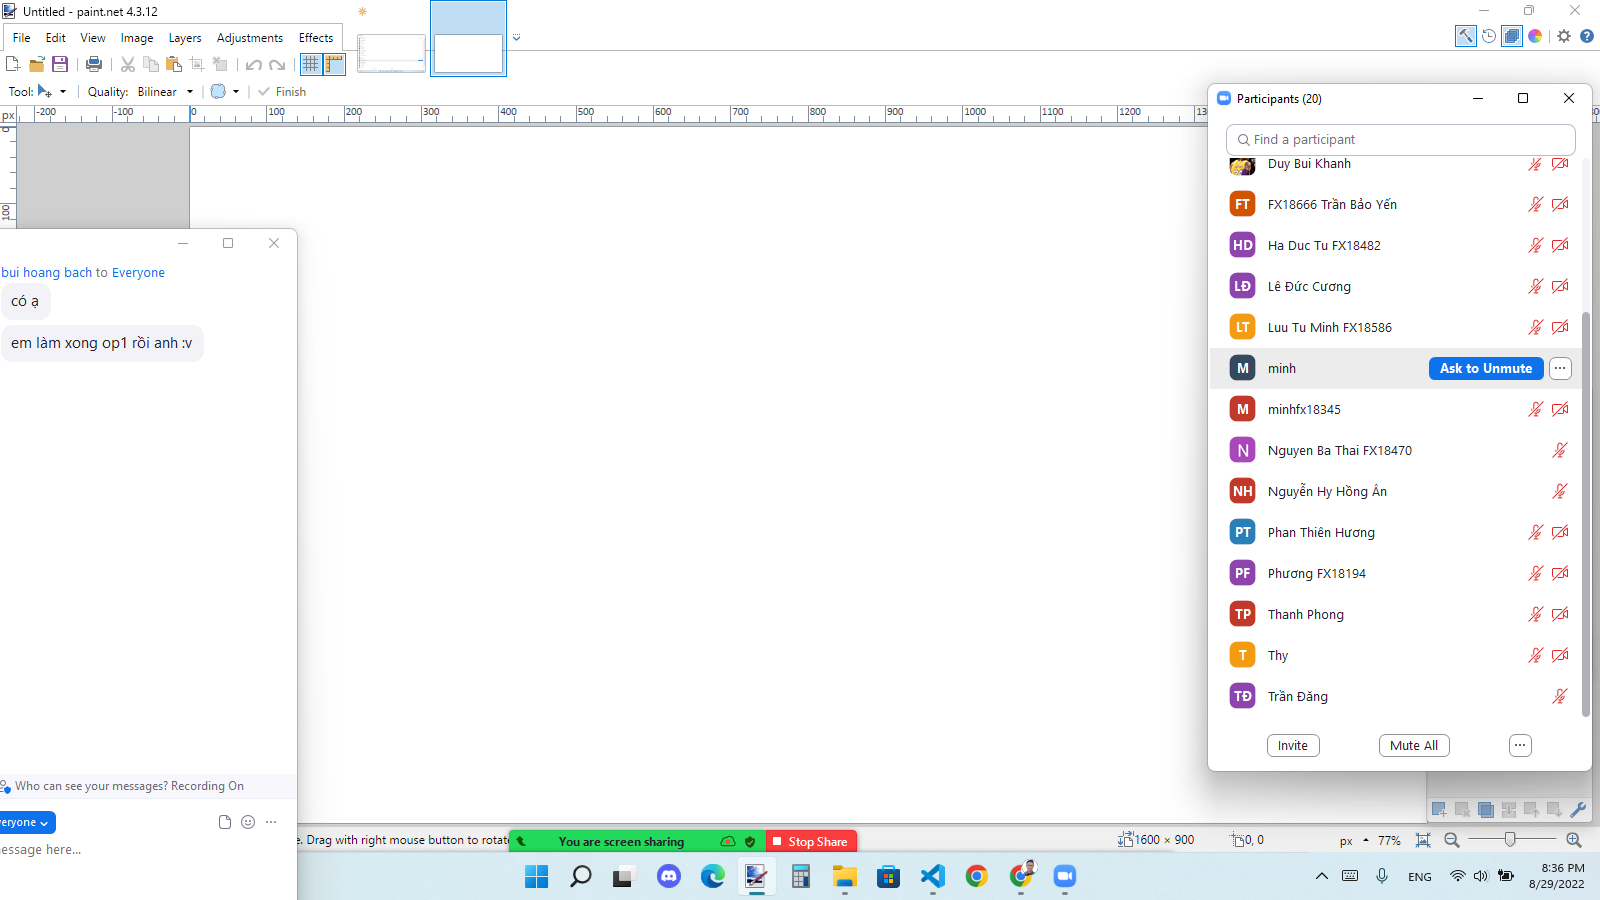 Untitled - paint.net 4.3.12
File Edit View Image Layers Adjustments Effects
Tool: Quality: Bilinear Finish
px -200 -100 0 100 200 300 400 500 600 700 800 900 1000 1100 1200
0
100
bui hoang bach to Everyone
có ạ
em làm xong op1 rồi anh :v
Who can see your messages? Recording On
eryone
essage here...
Participants (20)
Find a participant
Duy Bui Khanh
FT FX18666 Trần Bảo Yến
HD Ha Duc Tu FX18482
LĐ Lê Đức Cương
LT Luu Tu Minh FX18586
M minh Ask to Unmute
M minhfx18345
N Nguyen Ba Thai FX18470
NH Nguyễn Hy Hồng Ân
PT Phan Thiên Hương
PF Phương FX18194
TP Thanh Phong
T Thy
TĐ Trần Đăng
Invite Mute All
e. Drag with right mouse button to rotate
You are screen sharing Stop Share
1600 × 900 0, 0 px 77%
ENG
8:36 PM
8/29/2022